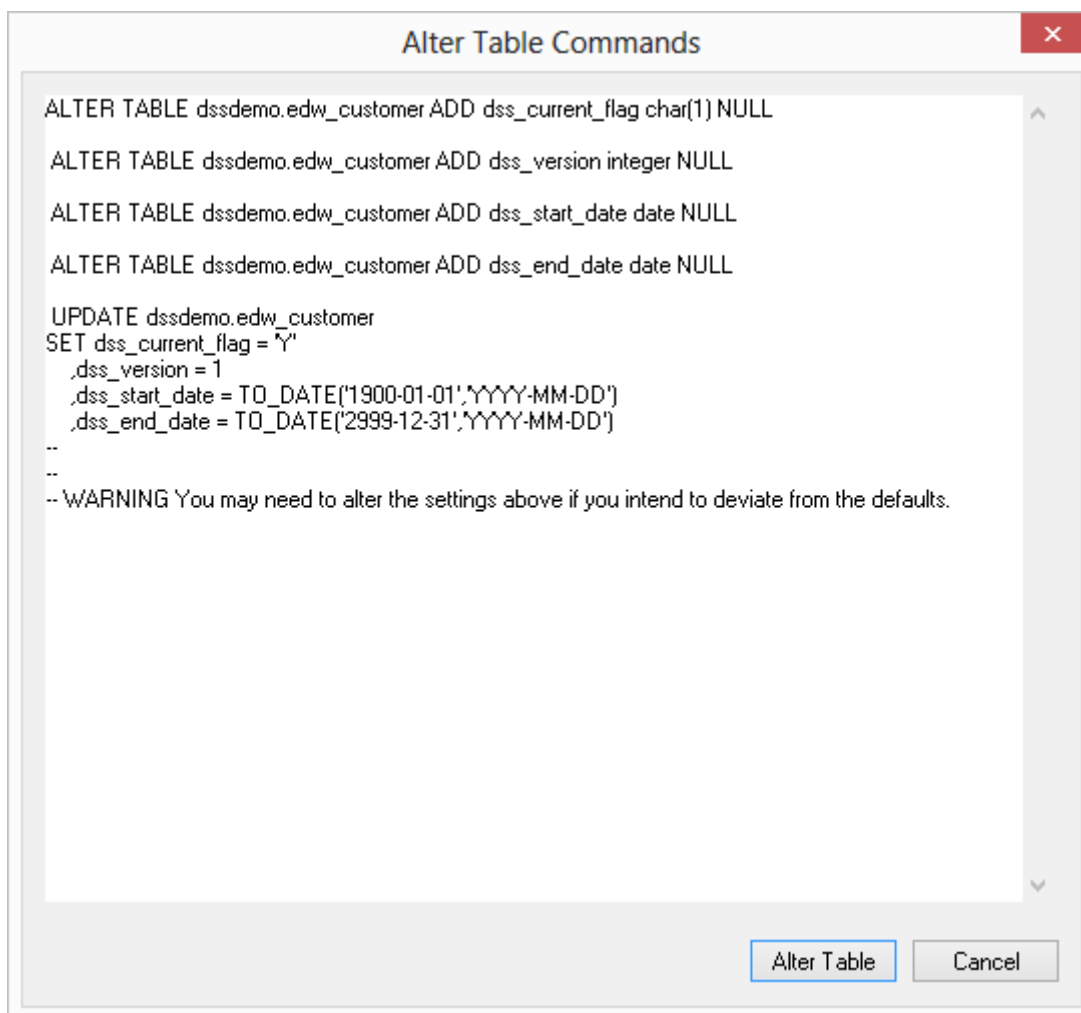 Alter Table Commands
ALTER TABLE dssdemo.edw_customer ADD dss_current_flag char(1) NULL
ALTER TABLE dssdemo.edw_customer ADD dss_version integer NULL
ALTER TABLE dssdemo.edw_customer ADD dss_start_date date NULL
ALTER TABLE dssdemo.edw_customer ADD dss_end_date date NULL
UPDATE dssdemo.edw_customer
SET dss_current_flag = 'Y'
,dss_version = 1
,dss_start_date = TO_DATE('1900-01-01','YYYY-MM-DD')
,dss_end_date = TO_DATE('2999-12-31','YYYY-MM-DD')
--
--
-- WARNING You may need to alter the settings above if you intend to deviate from the defaults.
Alter Table
Cancel